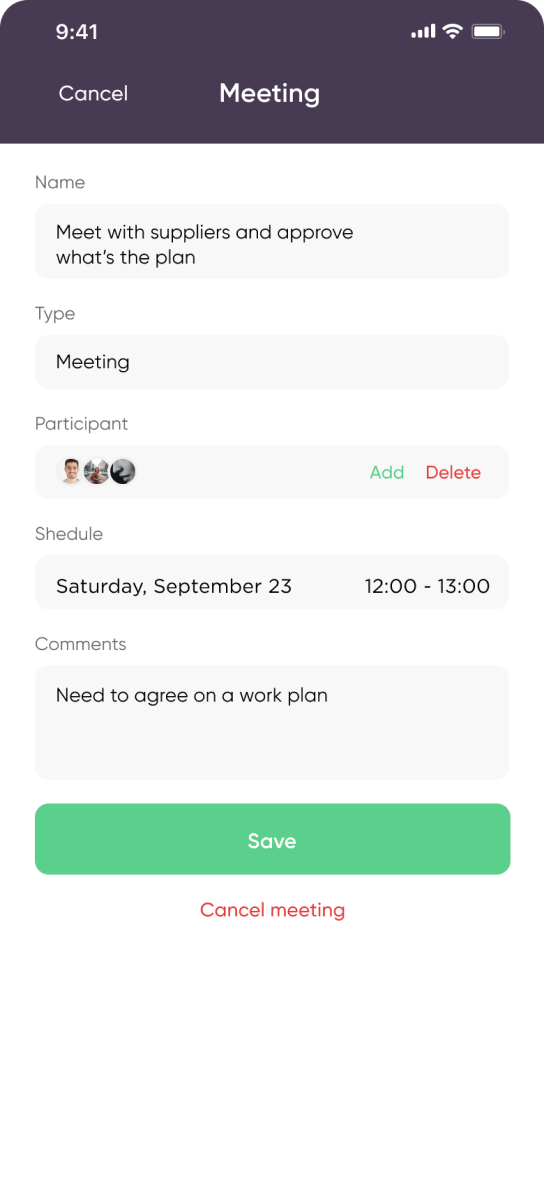 9:41
Cancel
Meeting
Name
Meet with suppliers and approve
what's the plan
Type
Meeting
Participant
Add
Delete
Shedule
Saturday, September 23
12:00 - 13:00
Comments
Need to agree on a work plan
Save
Cancel meeting